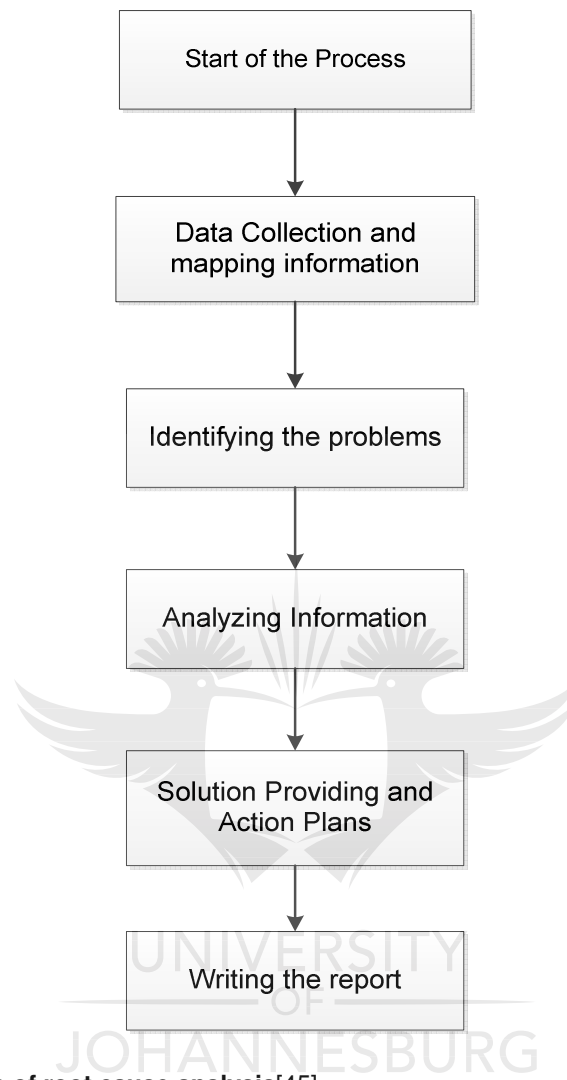 Start of the Process
Data Collection and
mapping information
Identifying the problems
Analyzing Information
Solution Providing and
Action Plans
Writing the report
UNIVERSITY
OF
JOHANNESBURG
of root cause analysis[45]